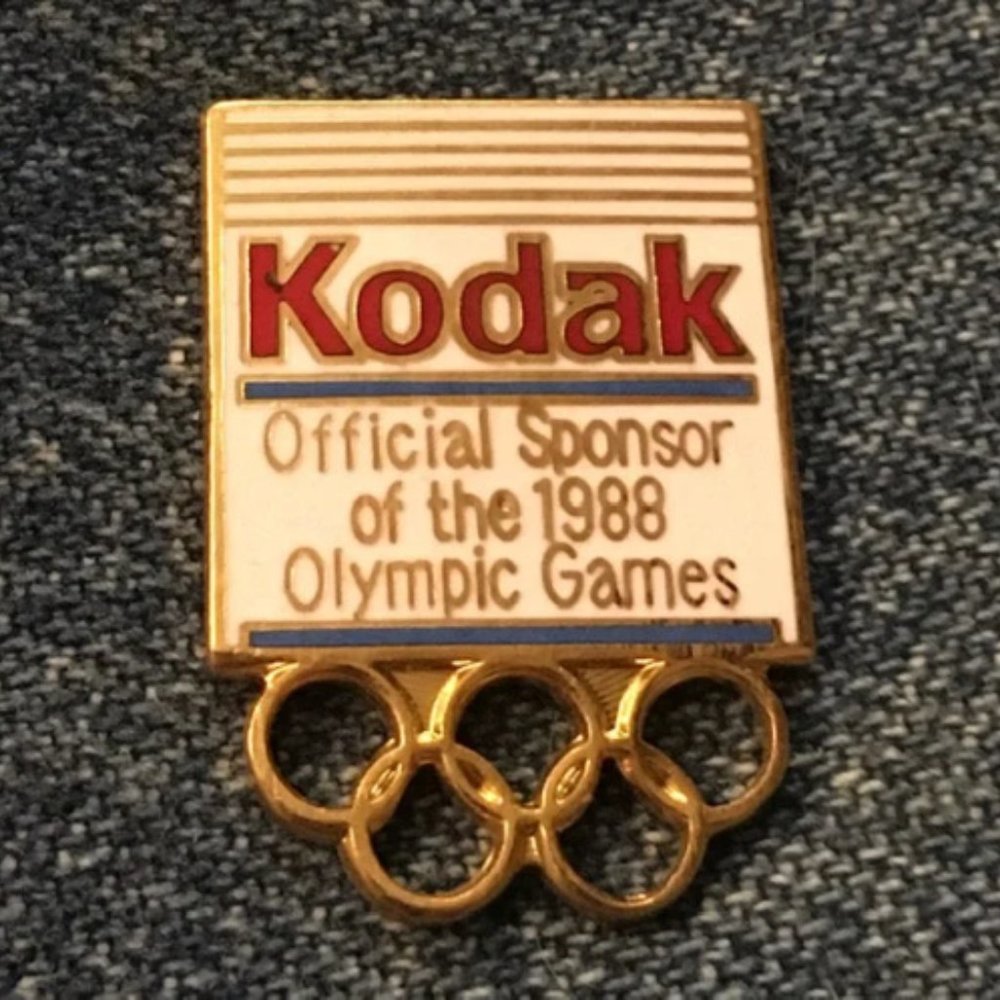 Kodak
Official Sponsor
of the 1988
Olympic Games